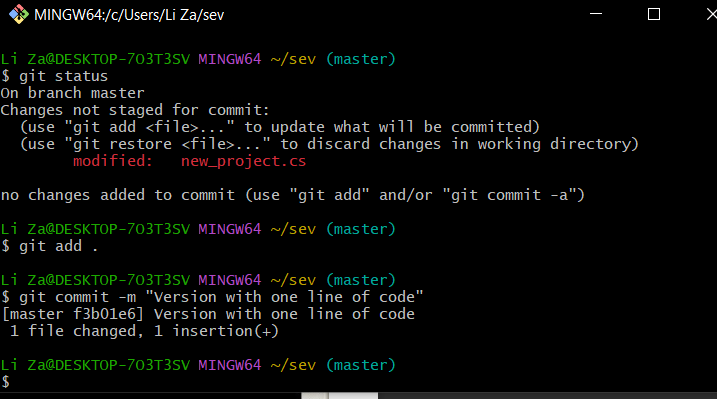 MINGW64:/c/Users/Li Za/sev
Li Za@DESKTOP-7O3T3SV MINGW64 ~/sev (master)
$ git status
On branch master
Changes not staged for commit:
  (use "git add <file>..." to update what will be committed)
  (use "git restore <file>..." to discard changes in working directory)
        modified:   new_project.cs
no changes added to commit (use "git add" and/or "git commit -a")
Li Za@DESKTOP-7O3T3SV MINGW64 ~/sev (master)
$ git add .
Li Za@DESKTOP-7O3T3SV MINGW64 ~/sev (master)
$ git commit -m "Version with one line of code"
[master f3b01e6] Version with one line of code
 1 file changed, 1 insertion(+)
Li Za@DESKTOP-7O3T3SV MINGW64 ~/sev (master)
$